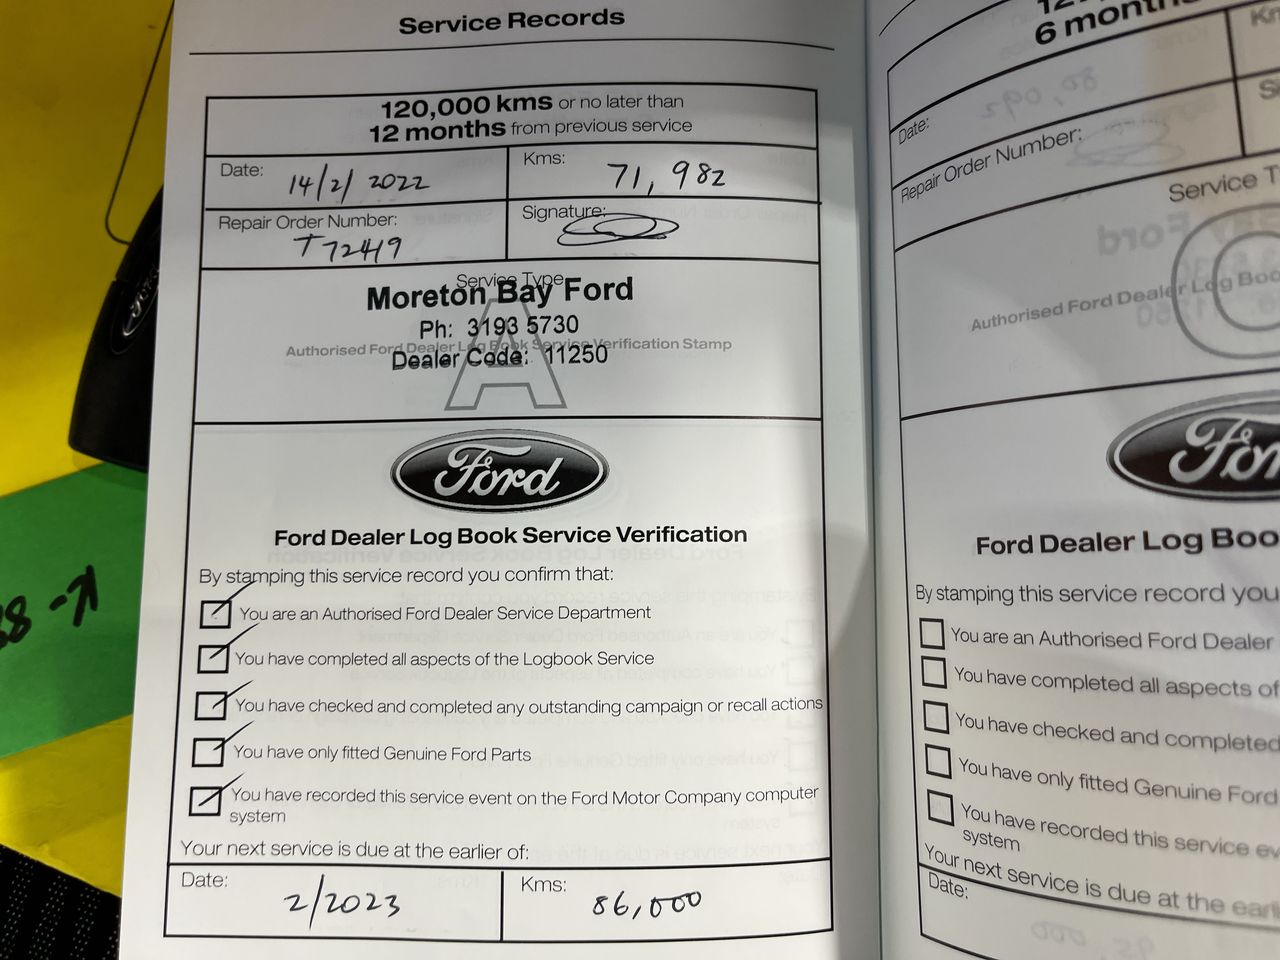 Service Records
120,000 kms or no later than
12 months from previous service
Date: 14/2/2022
Kms: 71,982
Repair Order Number: T72419
Signature:
Service Type
A
Moreton Bay Ford
Ph: 3193 5730
Authorised Ford Dealer Log Book Service Verification Stamp
Dealer Code: 11250
Ford
Ford Dealer Log Book Service Verification
By stamping this service record you confirm that:
You are an Authorised Ford Dealer Service Department
You have completed all aspects of the Logbook Service
You have checked and completed any outstanding campaign or recall actions
You have only fitted Genuine Ford Parts
You have recorded this service event on the Ford Motor Company computer
system
Your next service is due at the earlier of:
Date: 2/2023
Kms: 86,000
6 months
Date:
Repair Order Number:
Service
Authorised Ford Dealer Log
Ford Dealer Log
By stamping this service record you
You are an Authorised Ford Dealer
You have completed all aspects of
You have checked and completed
You have only fitted Genuine Ford
You have recorded this service
system
Your next service is due at the
Date: